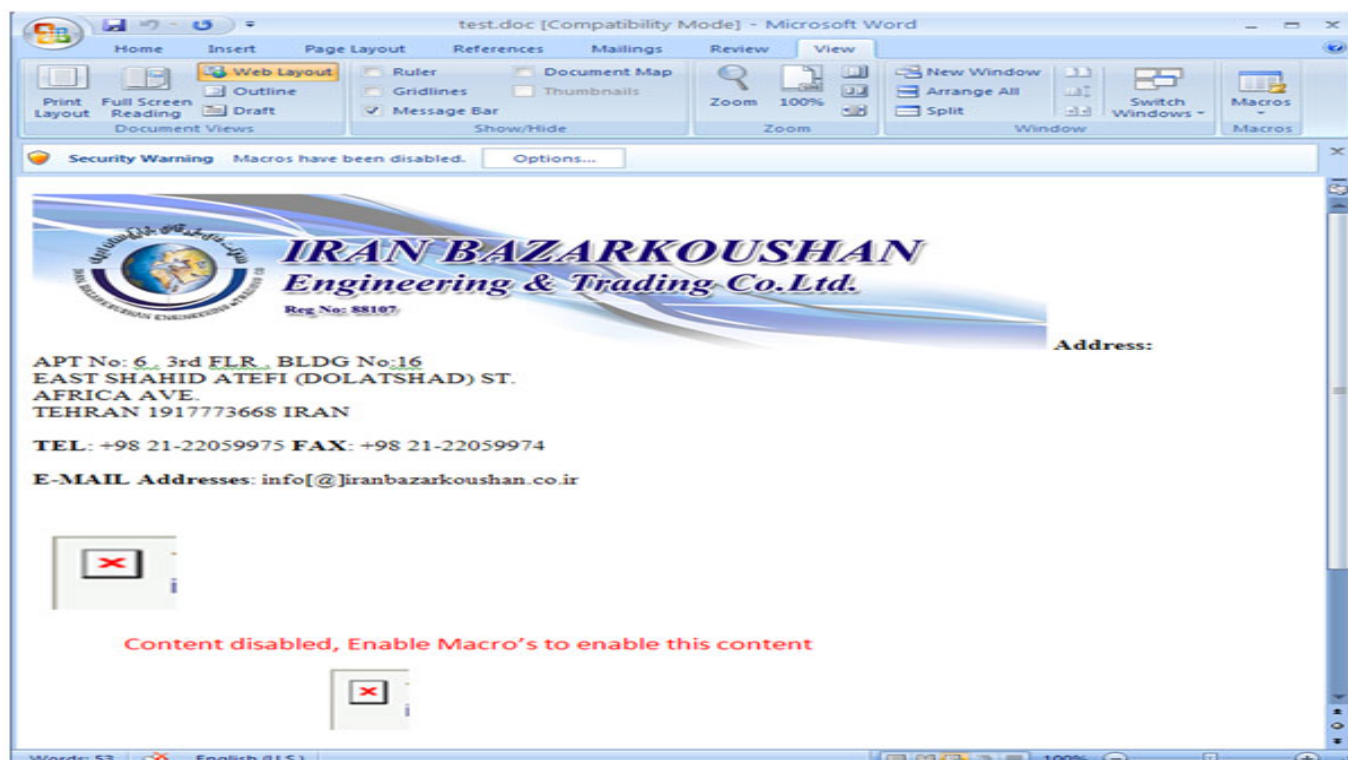 test.doc [Compatibility Mode] - Microsoft Word
Home Insert Page Layout References Mailings Review View
Print Layout
Full Screen Reading
Web Layout
Outline
Draft
Document Views
Ruler
Gridlines
Message Bar
Document Map
Thumbnails
Show/Hide
Zoom
100%
Zoom
New Window
Arrange All
Split
Switch Windows
Window
Macros
Macros
Security Warning Macros have been disabled. Options...
IRAN BAZARKOUSHAN
Engineering & Trading Co.Ltd.
Reg No: 88107
Address:
APT No: 6 , 3rd FLR , BLDG No:16
EAST SHAHID ATEFI (DOLATSHAD) ST.
AFRICA AVE.
TEHRAN 1917773668 IRAN
TEL: +98 21-22059975 FAX: +98 21-22059974
E-MAIL Addresses: info[@]iranbazarkoushan.co.ir
Content disabled, Enable Macro's to enable this content
Words: 53 English (U.S.) 100%